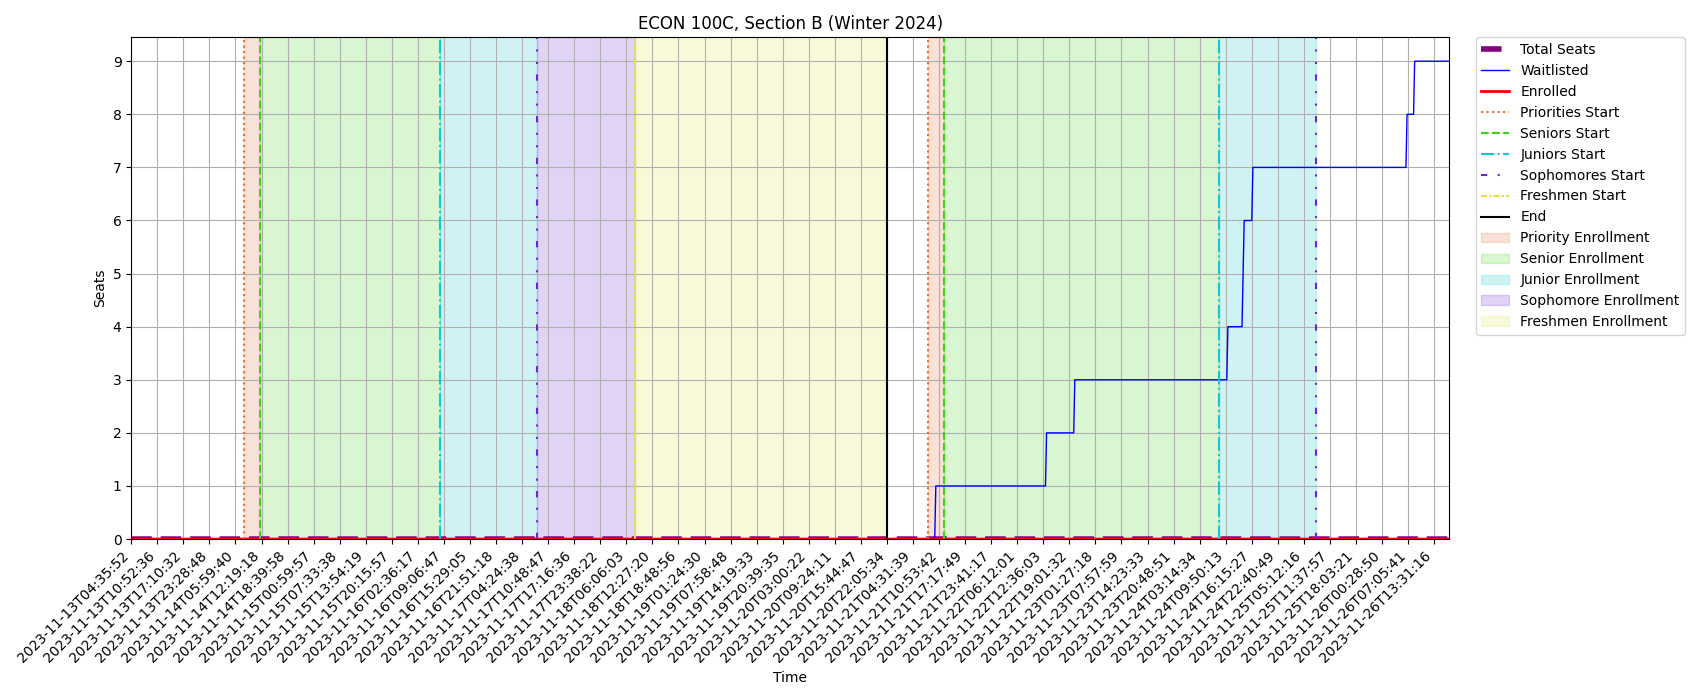 ECON 100C, Section B (Winter 2024)
Seats
9
8
7
6
5
4
3
2
1
0
2023-11-13T04:35:52
2023-11-13T10:52:36
2023-11-13T17:10:32
2023-11-13T23:28:48
2023-11-14T05:59:40
2023-11-14T12:19:18
2023-11-14T18:39:58
2023-11-15T00:59:57
2023-11-15T07:33:38
2023-11-15T13:54:19
2023-11-15T20:15:57
2023-11-16T02:36:17
2023-11-16T09:06:47
2023-11-16T15:29:05
2023-11-16T21:51:18
2023-11-17T04:24:38
2023-11-17T10:48:47
2023-11-17T17:16:36
2023-11-17T23:38:22
2023-11-18T06:06:03
2023-11-18T12:27:20
2023-11-18T18:48:56
2023-11-19T01:24:30
2023-11-19T07:58:48
2023-11-19T14:19:33
2023-11-19T20:39:35
2023-11-20T03:00:22
2023-11-20T09:24:11
2023-11-20T15:44:47
2023-11-20T22:05:34
2023-11-21T04:31:39
2023-11-21T10:53:42
2023-11-21T17:17:49
2023-11-21T23:41:17
2023-11-22T06:12:01
2023-11-22T12:36:03
2023-11-22T19:01:32
2023-11-23T01:27:18
2023-11-23T07:57:59
2023-11-23T14:23:33
2023-11-23T20:48:51
2023-11-24T03:14:34
2023-11-24T09:50:13
2023-11-24T16:15:27
2023-11-24T22:40:49
2023-11-25T05:12:16
2023-11-25T11:37:57
2023-11-25T18:03:21
2023-11-26T00:28:50
2023-11-26T07:05:41
2023-11-26T13:31:16
Time
Total Seats
Waitlisted
Enrolled
Priorities Start
Seniors Start
Juniors Start
Sophomores Start
Freshmen Start
End
Priority Enrollment
Senior Enrollment
Junior Enrollment
Sophomore Enrollment
Freshmen Enrollment